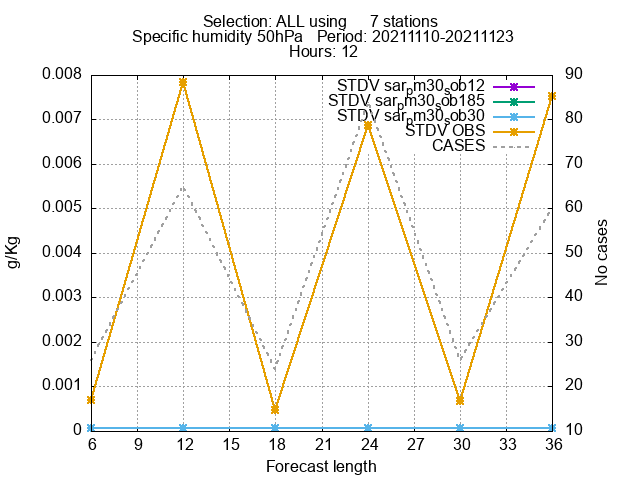 Selection: ALL using 7 stations
Specific humidity 50hPa Period: 20211110-20211123
Hours: 12
STDV sar_pm30_sob12
STDV sar_pm30_sob185
STDV sar_pm30_sob30
STDV OBS
CASES
0.008
0.007
0.006
0.005
0.004
0.003
0.002
0.001
0
g/Kg
90
80
70
60
50
40
30
20
10
No cases
6 9 12 15 18 21 24 27 30 33 36
Forecast length